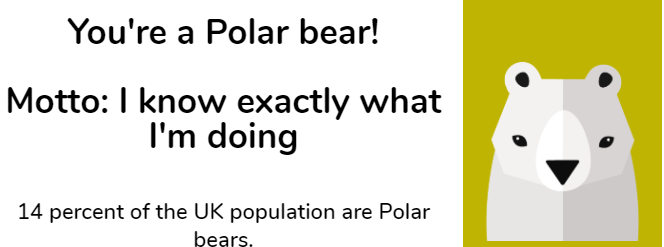 You're a Polar bear!
Motto: I know exactly what
I'm doing
14 percent of the UK population are Polar
bears.